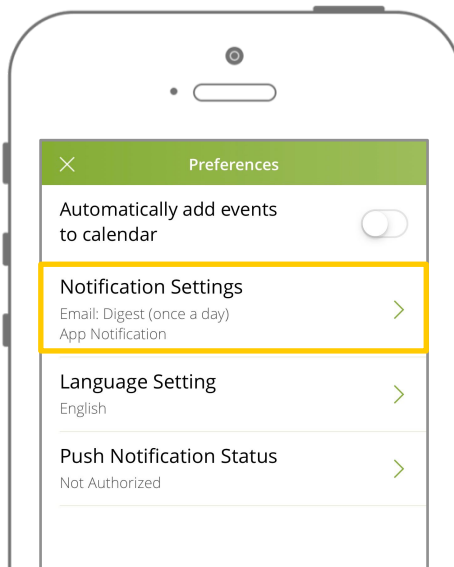 Preferences
Automatically add events
to calendar
Notification Settings
Email: Digest (once a day)
App Notification
Language Setting
English
Push Notification Status
Not Authorized